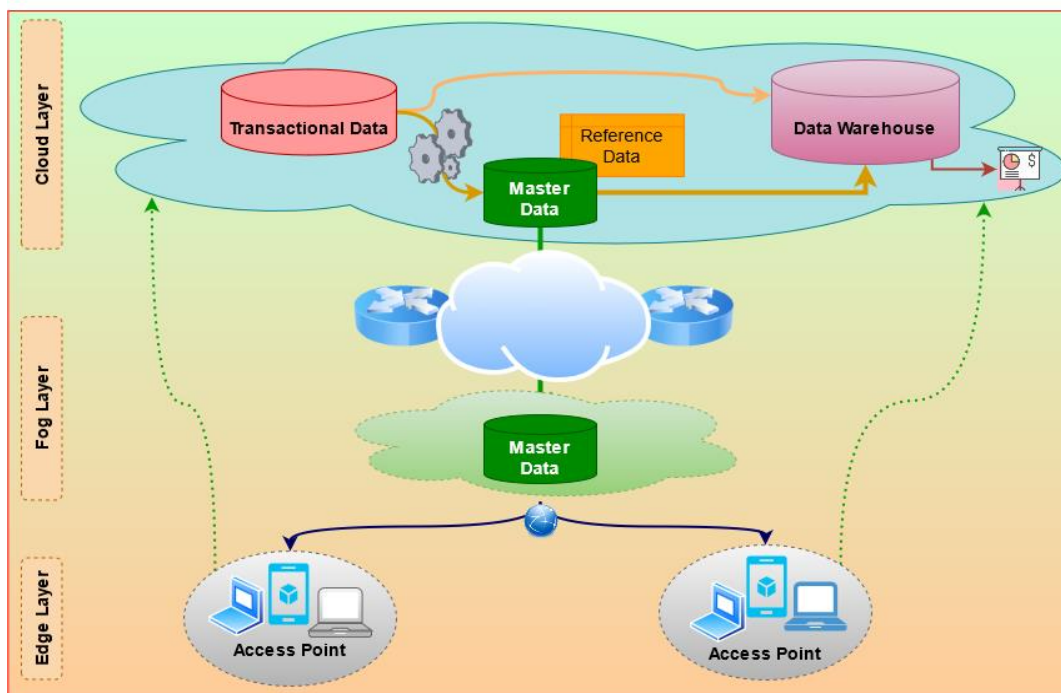 Cloud Layer
Transactional Data
Reference
Data
Data Warehouse
$
Master
Data
Fog Layer
Master
Data
Edge Layer
Access Point
Access Point